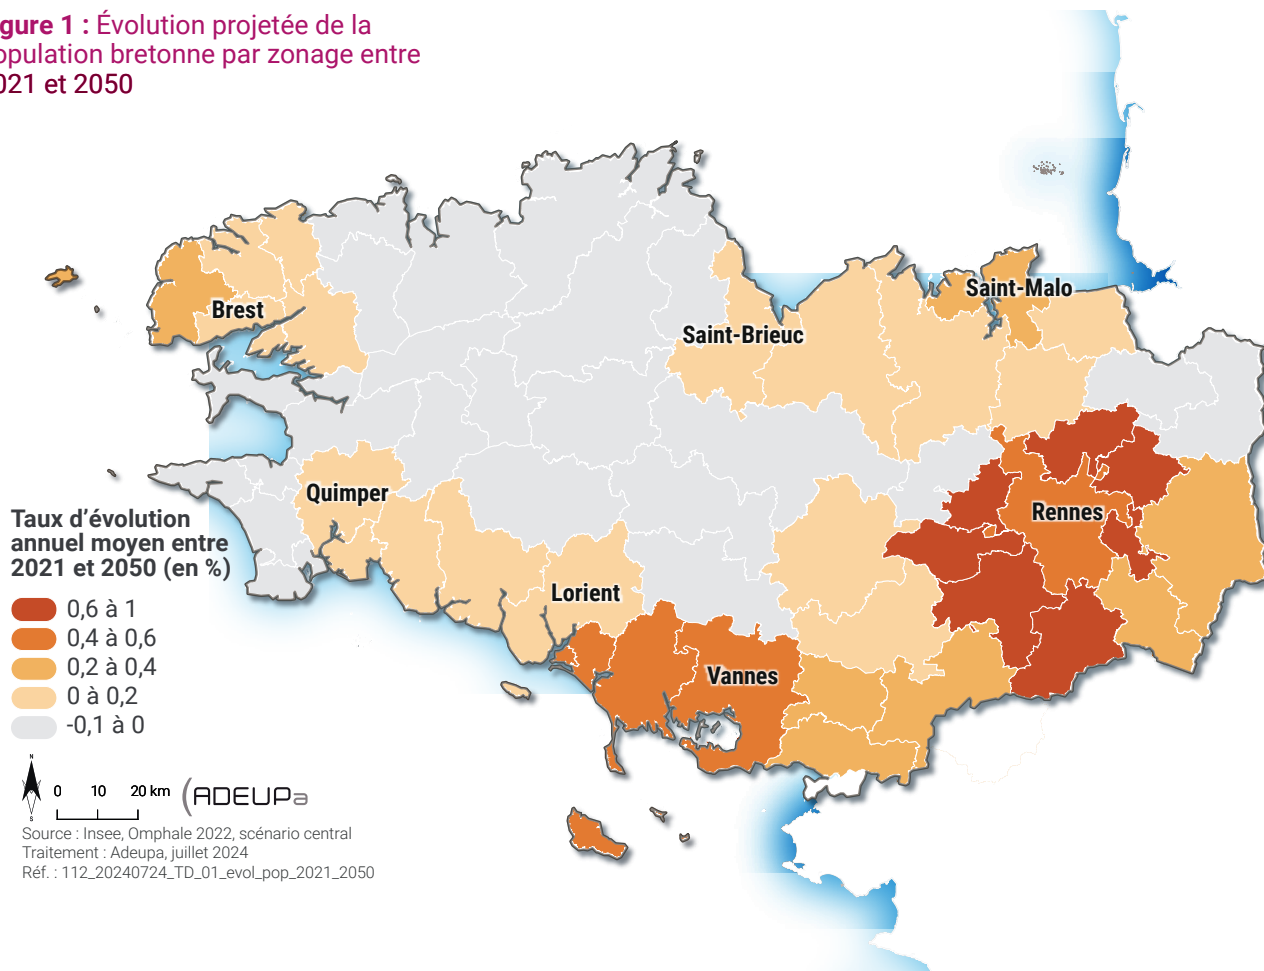 gure 1 : Évolution projetée de la
opulation bretonne par zonage entre
021 et 2050
Saint-Malo
Brest
Saint-Brieuc
Quimper
Rennes
Lorient
Vannes
Taux d'évolution
annuel moyen entre
2021 et 2050 (en %)
0,6 à 1
0,4 à 0,6
0,2 à 0,4
0 à 0,2
-0,1 à 0
N
S
0 10 20 km
ADEUPa
Source : Insee, Omphale 2022, scénario central
Traitement : Adeupa, juillet 2024
Réf. : 112_20240724_TD_01_evol_pop_2021_2050